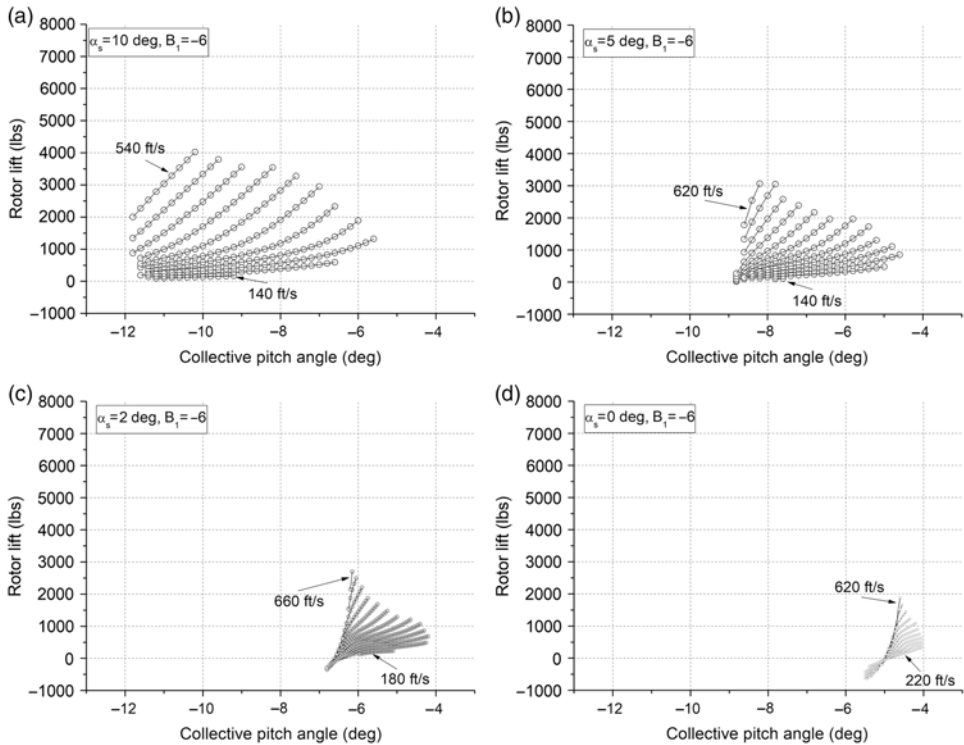 (a)
αs=10 deg, B1=−6
8000
7000
6000
5000
4000
3000
2000
1000
0
−1000
Rotor lift (lbs)
540 ft/s
140 ft/s
−12
−10
−8
−6
−4
Collective pitch angle (deg)
(b)
αs=5 deg, B1=−6
8000
7000
6000
5000
4000
3000
2000
1000
0
−1000
Rotor lift (lbs)
620 ft/s
140 ft/s
−12
−10
−8
−6
−4
Collective pitch angle (deg)
(c)
αs=2 deg, B1=−6
8000
7000
6000
5000
4000
3000
2000
1000
0
−1000
Rotor lift (lbs)
660 ft/s
180 ft/s
−12
−10
−8
−6
−4
Collective pitch angle (deg)
(d)
αs=0 deg, B1=−6
8000
7000
6000
5000
4000
3000
2000
1000
0
−1000
Rotor lift (lbs)
620 ft/s
220 ft/s
−12
−10
−8
−6
−4
Collective pitch angle (deg)